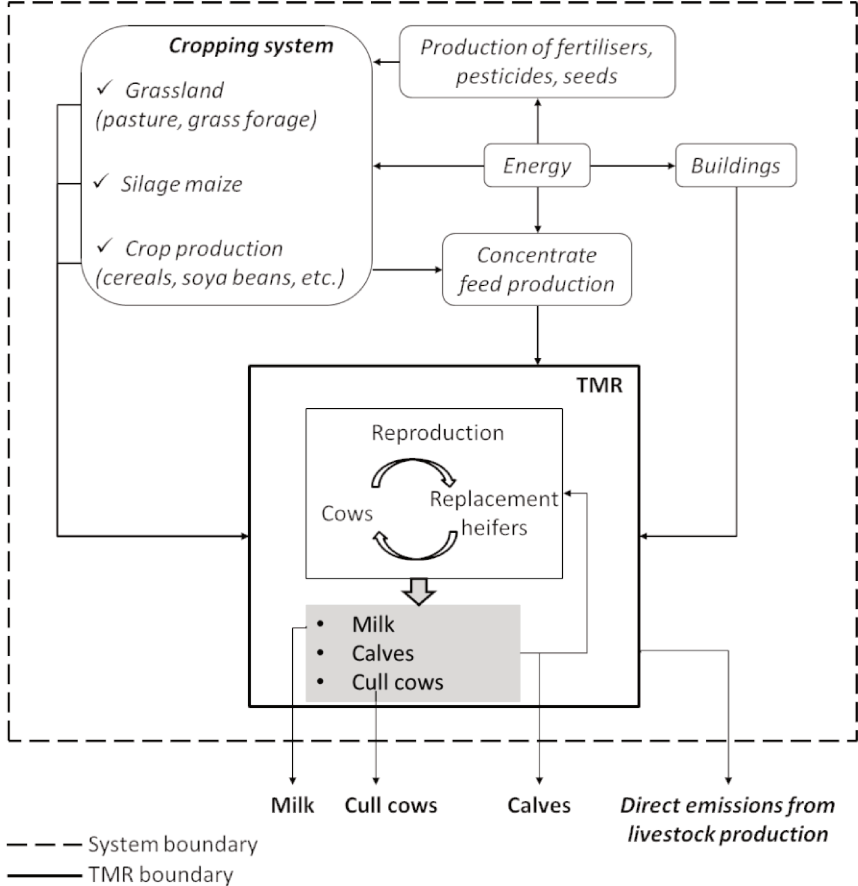 Cropping system
✓ Grassland
(pasture, grass forage)
✓ Silage maize
✓ Crop production
(cereals, soya beans, etc.)
Production of fertilisers,
pesticides, seeds
Energy
Buildings
Concentrate
feed production
TMR
Reproduction
Cows
Replacement
heifers
• Milk
• Calves
• Cull cows
Milk
Cull cows
Calves
Direct emissions from
livestock production
System boundary
TMR boundary